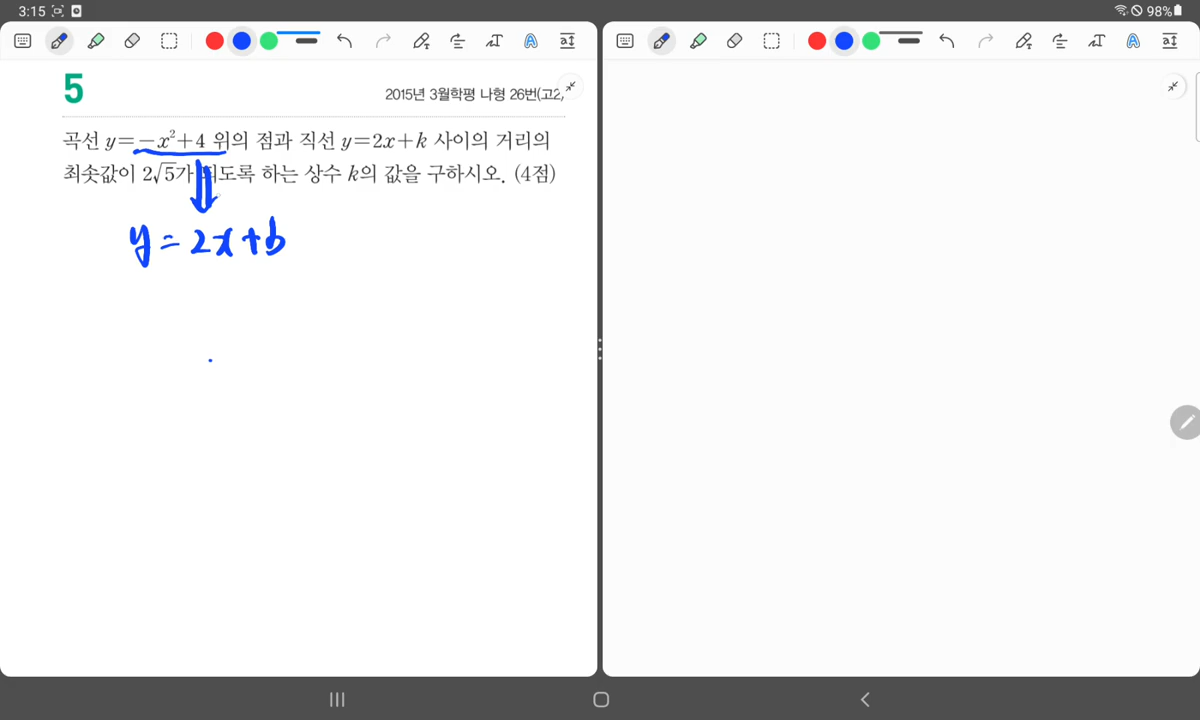 3:15
98%
5
2015년 3월학평 나형 26번(고2)
곡선 y=−x²+4 위의 점과 직선 y=2x+k 사이의 거리의
최솟값이 2√5가 되도록 하는 상수 k의 값을 구하시오. (4점)
y=2x+b